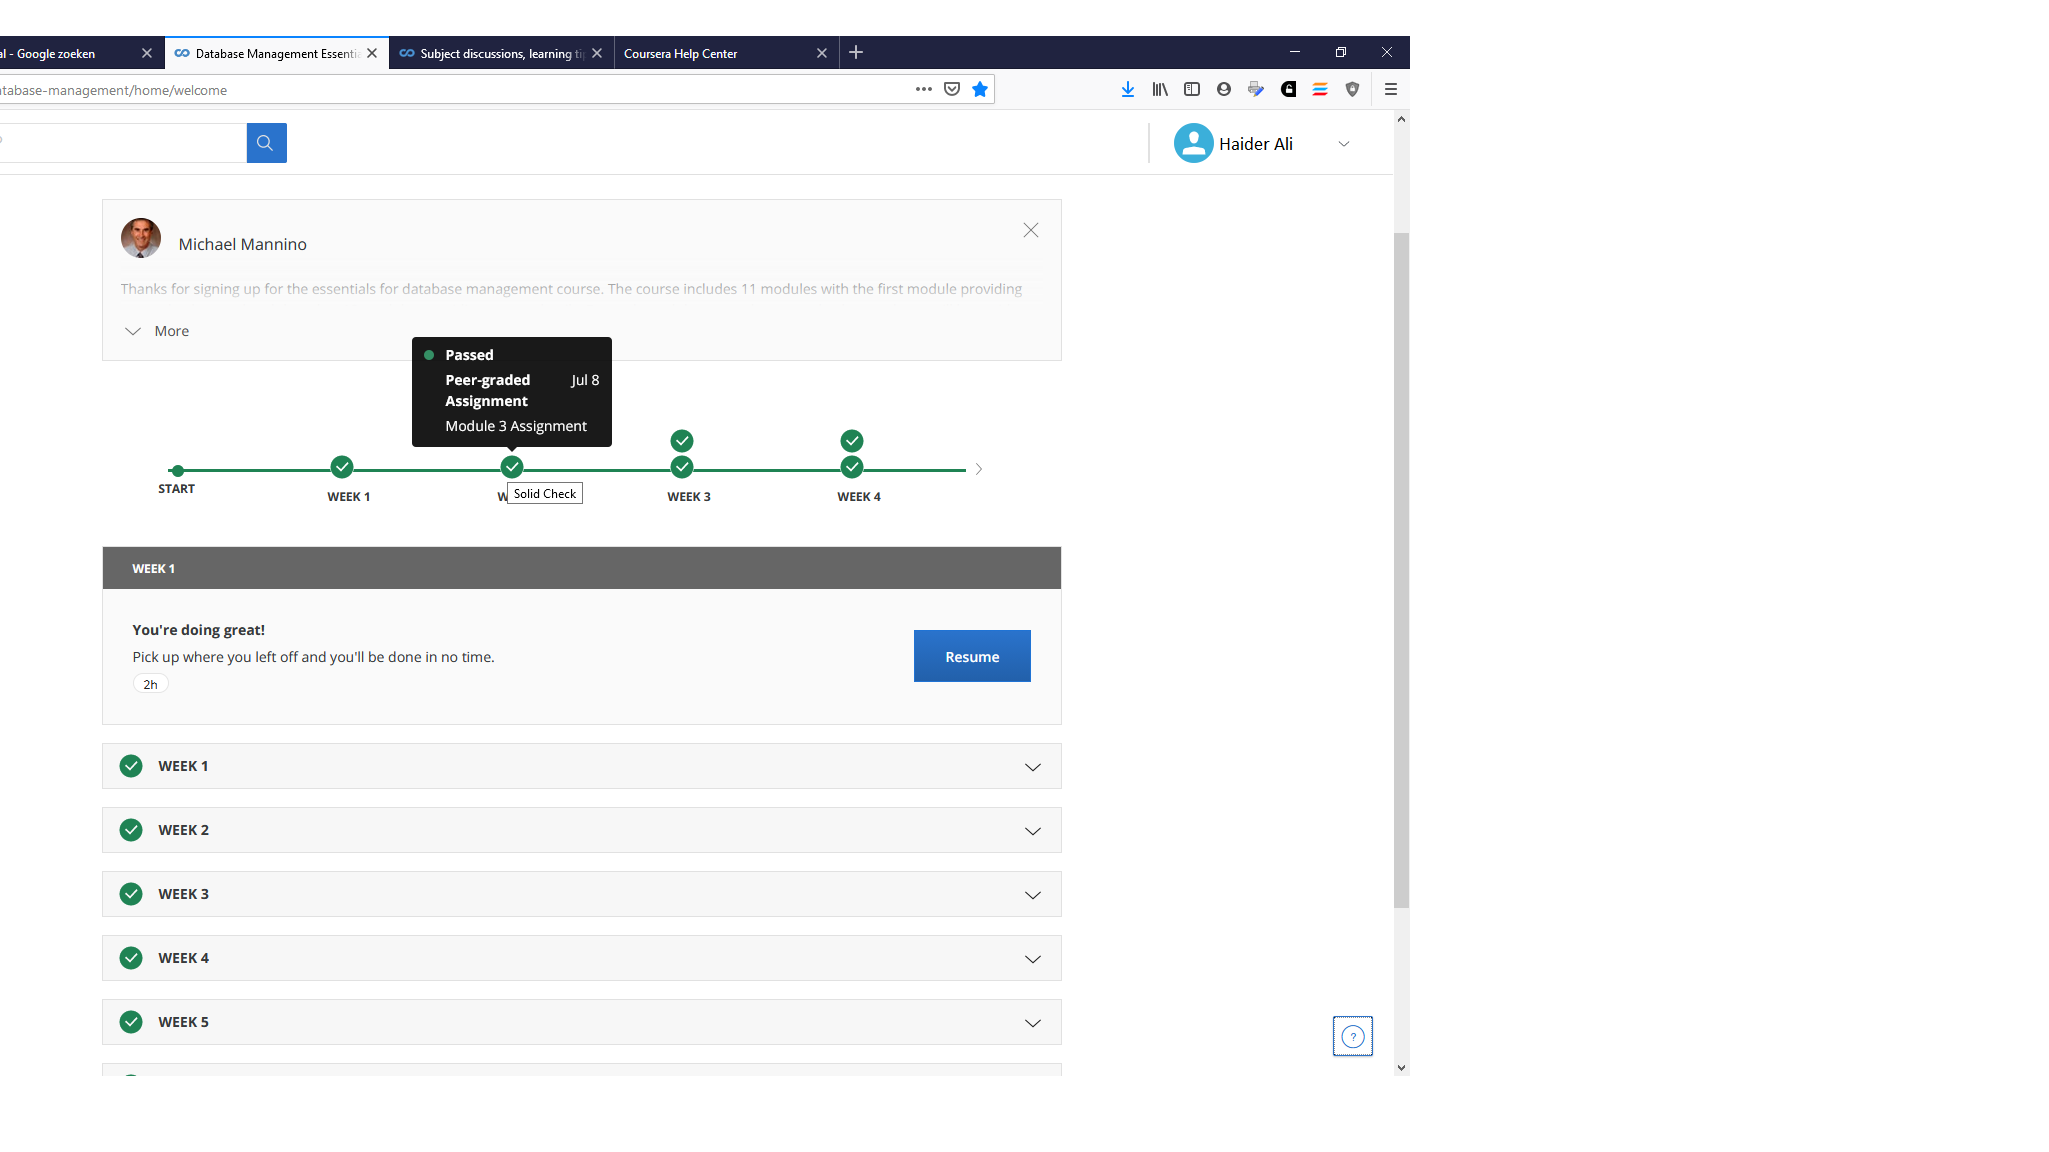 al - Google zoeken
Database Management Essentia
Subject discussions, learning tip
Coursera Help Center
tabase-management/home/welcome
Haider Ali
Michael Mannino
Thanks for signing up for the essentials for database management course. The course includes 11 modules with the first module providing
More
Passed
Peer-graded Jul 8
Assignment
Module 3 Assignment
START
WEEK 1
W
Solid Check
WEEK 3
WEEK 4
WEEK 1
You're doing great!
Pick up where you left off and you'll be done in no time.
2h
Resume
WEEK 1
WEEK 2
WEEK 3
WEEK 4
WEEK 5
?